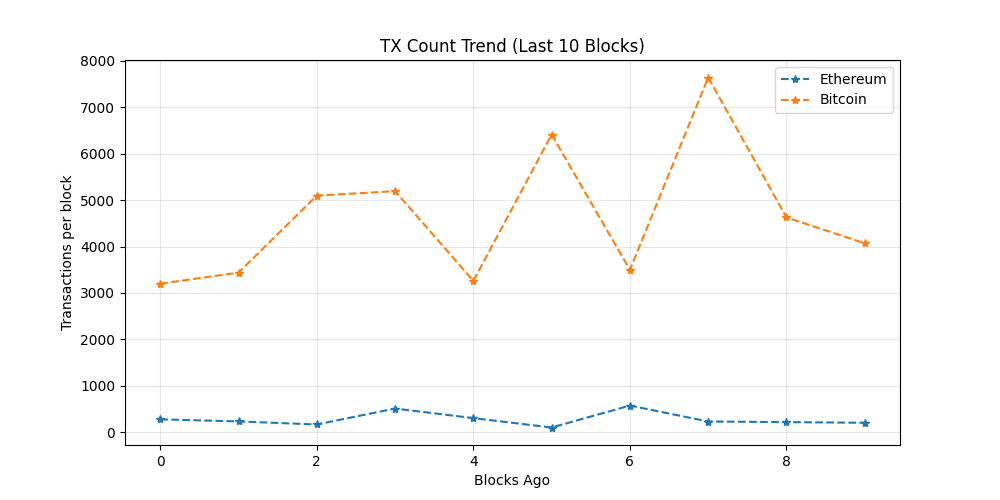 TX Count Trend (Last 10 Blocks)
8000
7000
6000
5000
4000
3000
2000
1000
0
Transactions per block
Ethereum
Bitcoin
0 2 4 6 8
Blocks Ago